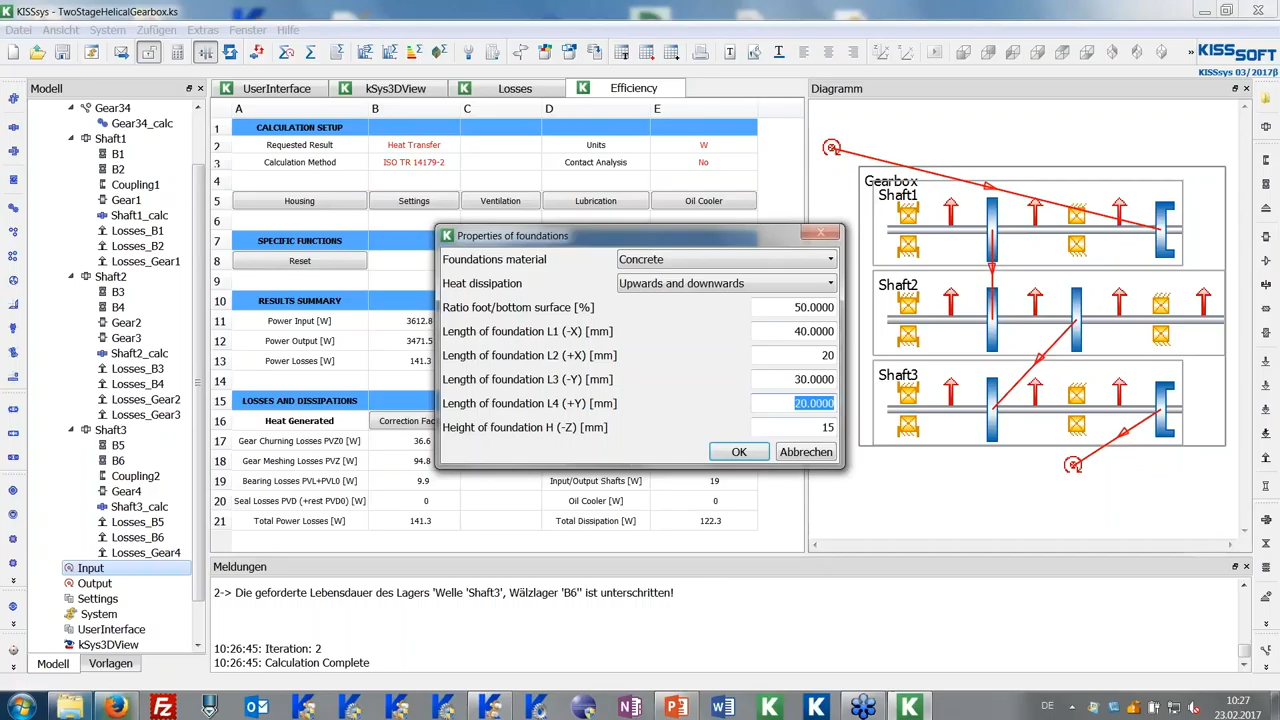 KISSsys - TwoStageHelicalGearbox.ks
Datei Ansicht System Zufügen Extras Fenster Hilfe
T T
KISSSOFT
KISSsys 03/2017β
Modell
Gear34
Gear34_calc
Shaft1
B1
B2
Coupling1
Gear1
Shaft1_calc
Losses_B1
Losses_B2
Losses_Gear1
Shaft2
B3
B4
Gear2
Gear3
Shaft2_calc
Losses_B3
Losses_B4
Losses_Gear2
Losses_Gear3
Shaft3
B5
B6
Coupling2
Gear4
Shaft3_calc
Losses_B5
Losses_B6
Losses_Gear4
Input
Output
Settings
System
UserInterface
kSys3DView
Modell Vorlagen
UserInterface kSys3DView Losses Efficiency
A B C D E
1 CALCULATION SETUP
2 Requested Result Heat Transfer Units W
3 Calculation Method ISO TR 14179-2 Contact Analysis No
4
5 Housing Settings Ventilation Lubrication Oil Cooler
6
7 SPECIFIC FUNCTIONS
8 Reset
9
10 RESULTS SUMMARY
11 Power Input [W] 3612.8
12 Power Output [W] 3471.5
13 Power Losses [W] 141.3
14
15 LOSSES AND DISSIPATIONS
16 Heat Generated Correction Fac
17 Gear Churning Losses PVZ0 [W] 36.6
18 Gear Meshing Losses PVZ [W] 94.8
19 Bearing Losses PVL+PVL0 [W] 9.9 Input/Output Shafts [W] 19
20 Seal Losses PVD (+rest PVD0) [W] 0 Oil Cooler [W] 0
21 Total Power Losses [W] 141.3 Total Dissipation [W] 122.3
Properties of foundations
Foundations material Concrete
Heat dissipation Upwards and downwards
Ratio foot/bottom surface [%] 50.0000
Length of foundation L1 (-X) [mm] 40.0000
Length of foundation L2 (+X) [mm] 20
Length of foundation L3 (-Y) [mm] 30.0000
Length of foundation L4 (+Y) [mm] 20.0000
Height of foundation H (-Z) [mm] 15
OK Abbrechen
Diagramm
Gearbox
Shaft1
Shaft2
Shaft3
Meldungen
2-> Die geforderte Lebensdauer des Lagers 'Welle 'Shaft3', Wälzlager 'B6'' ist unterschritten!
10:26:45: Iteration: 2
10:26:45: Calculation Complete
DE
10:27
23.02.2017